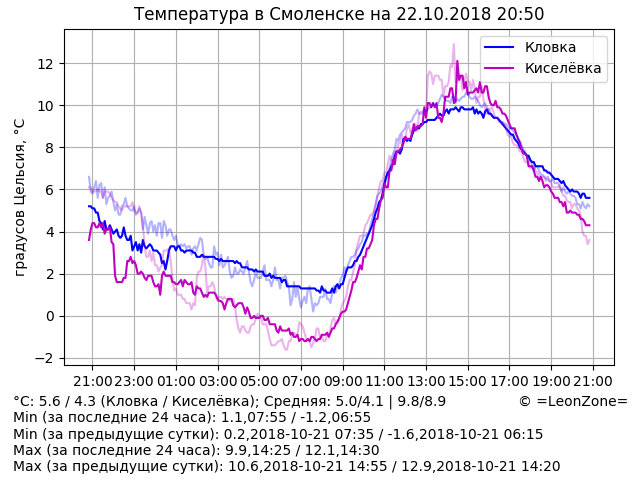 Температура в Смоленске на 22.10.2018 20:50
градусов Цельсия, °C
12
10
8
6
4
2
0
−2
Кловка
Киселёвка
21:00 23:00 01:00 03:00 05:00 07:00 09:00 11:00 13:00 15:00 17:00 19:00 21:00
°C: 5.6 / 4.3 (Кловка / Киселёвка); Средняя: 5.0/4.1 | 9.8/8.9
© =LeonZone=
Min (за последние 24 часа): 1.1,07:55 / -1.2,06:55
Min (за предыдущие сутки): 0.2,2018-10-21 07:35 / -1.6,2018-10-21 06:15
Max (за последние 24 часа): 9.9,14:25 / 12.1,14:30
Max (за предыдущие сутки): 10.6,2018-10-21 14:55 / 12.9,2018-10-21 14:20